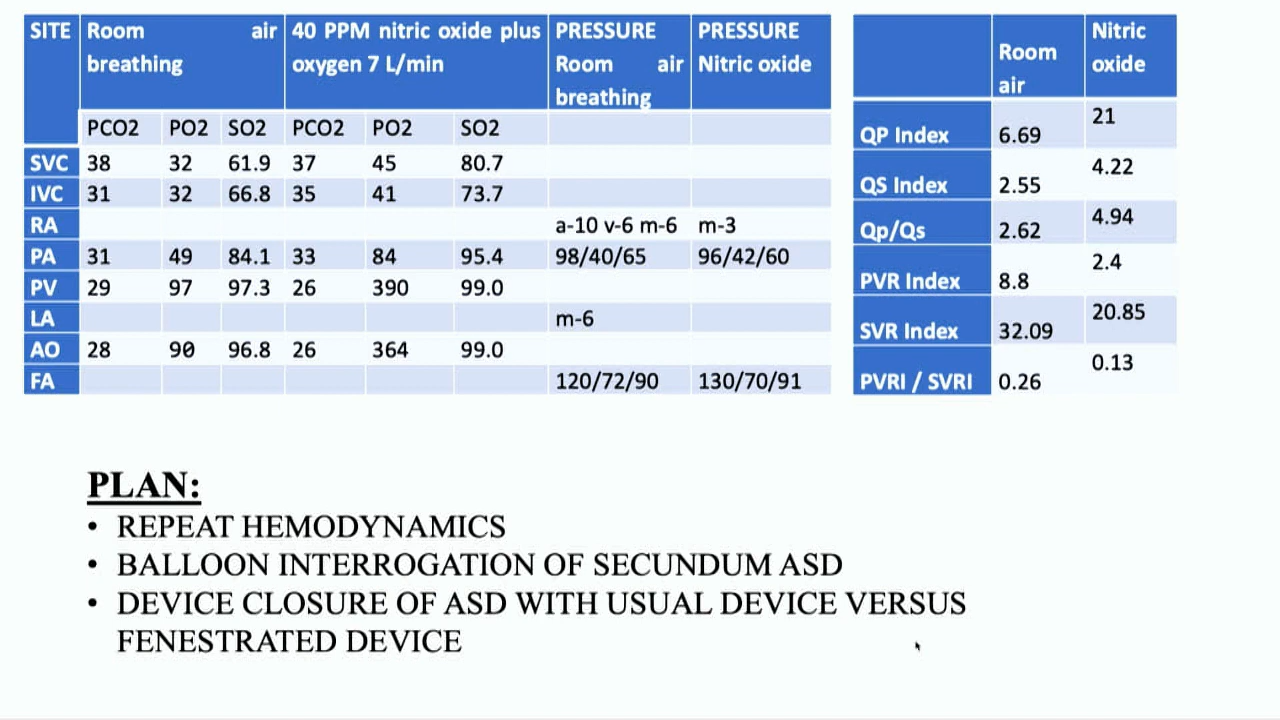 SITE Room air breathing 40 PPM nitric oxide plus oxygen 7 L/min PRESSURE Room air breathing PRESSURE Nitric oxide
PCO2 PO2 SO2 PCO2 PO2 SO2
SVC 38 32 61.9 37 45 80.7
IVC 31 32 66.8 35 41 73.7
RA a-10 v-6 m-6 m-3
PA 31 49 84.1 33 84 95.4 98/40/65 96/42/60
PV 29 97 97.3 26 390 99.0
LA m-6
AO 28 90 96.8 26 364 99.0
FA 120/72/90 130/70/91
Room air Nitric oxide
QP Index 6.69 21
QS Index 2.55 4.22
Qp/Qs 2.62 4.94
PVR Index 8.8 2.4
SVR Index 32.09 20.85
PVRI / SVRI 0.26 0.13
PLAN:
• REPEAT HEMODYNAMICS
• BALLOON INTERROGATION OF SECUNDUM ASD
• DEVICE CLOSURE OF ASD WITH USUAL DEVICE VERSUS
FENESTRATED DEVICE